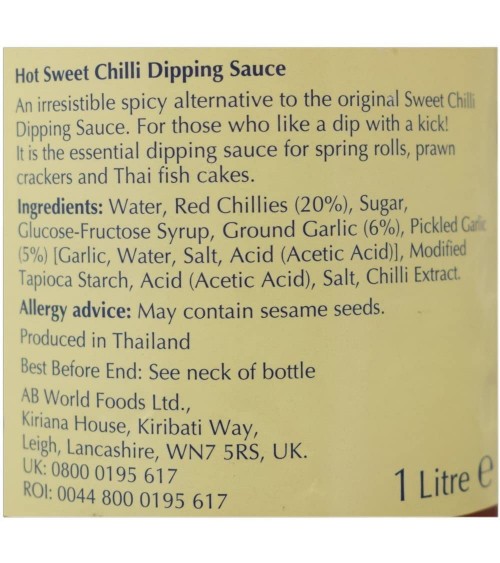 Hot Sweet Chilli Dipping Sauce
An irresistible spicy alternative to the original Sweet Chilli
Dipping Sauce. For those who like a dip with a kick!
It is the essential dipping sauce for spring rolls, prawn
crackers and Thai fish cakes.
Ingredients: Water, Red Chillies (20%), Sugar,
Glucose-Fructose Syrup, Ground Garlic (6%), Pickled Garlic
(5%) [Garlic, Water, Salt, Acid (Acetic Acid)], Modified
Tapioca Starch, Acid (Acetic Acid), Salt, Chilli Extract.
Allergy advice: May contain sesame seeds.
Produced in Thailand
Best Before End: See neck of bottle
AB World Foods Ltd.,
Kiriana House, Kiribati Way,
Leigh, Lancashire, WN7 5RS, UK.
UK: 0800 0195 617
ROI: 0044 800 0195 617
1 Litre ℮